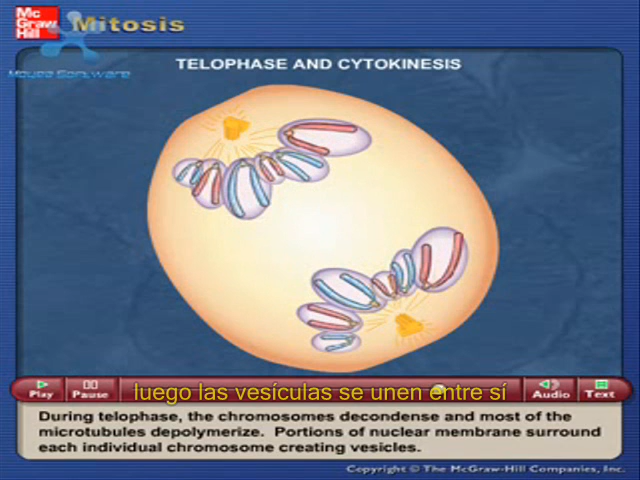 Mc
Graw
Hill
Mitosis
Mouse Software
TELOPHASE AND CYTOKINESIS
luego las vesículas se unen entre sí
Play
Pause
Audio
Text
During telophase, the chromosomes decondense and most of the
microtubules depolymerize. Portions of nuclear membrane surround
each individual chromosome creating vesicles.
Copyright © The McGraw-Hill Companies, Inc.